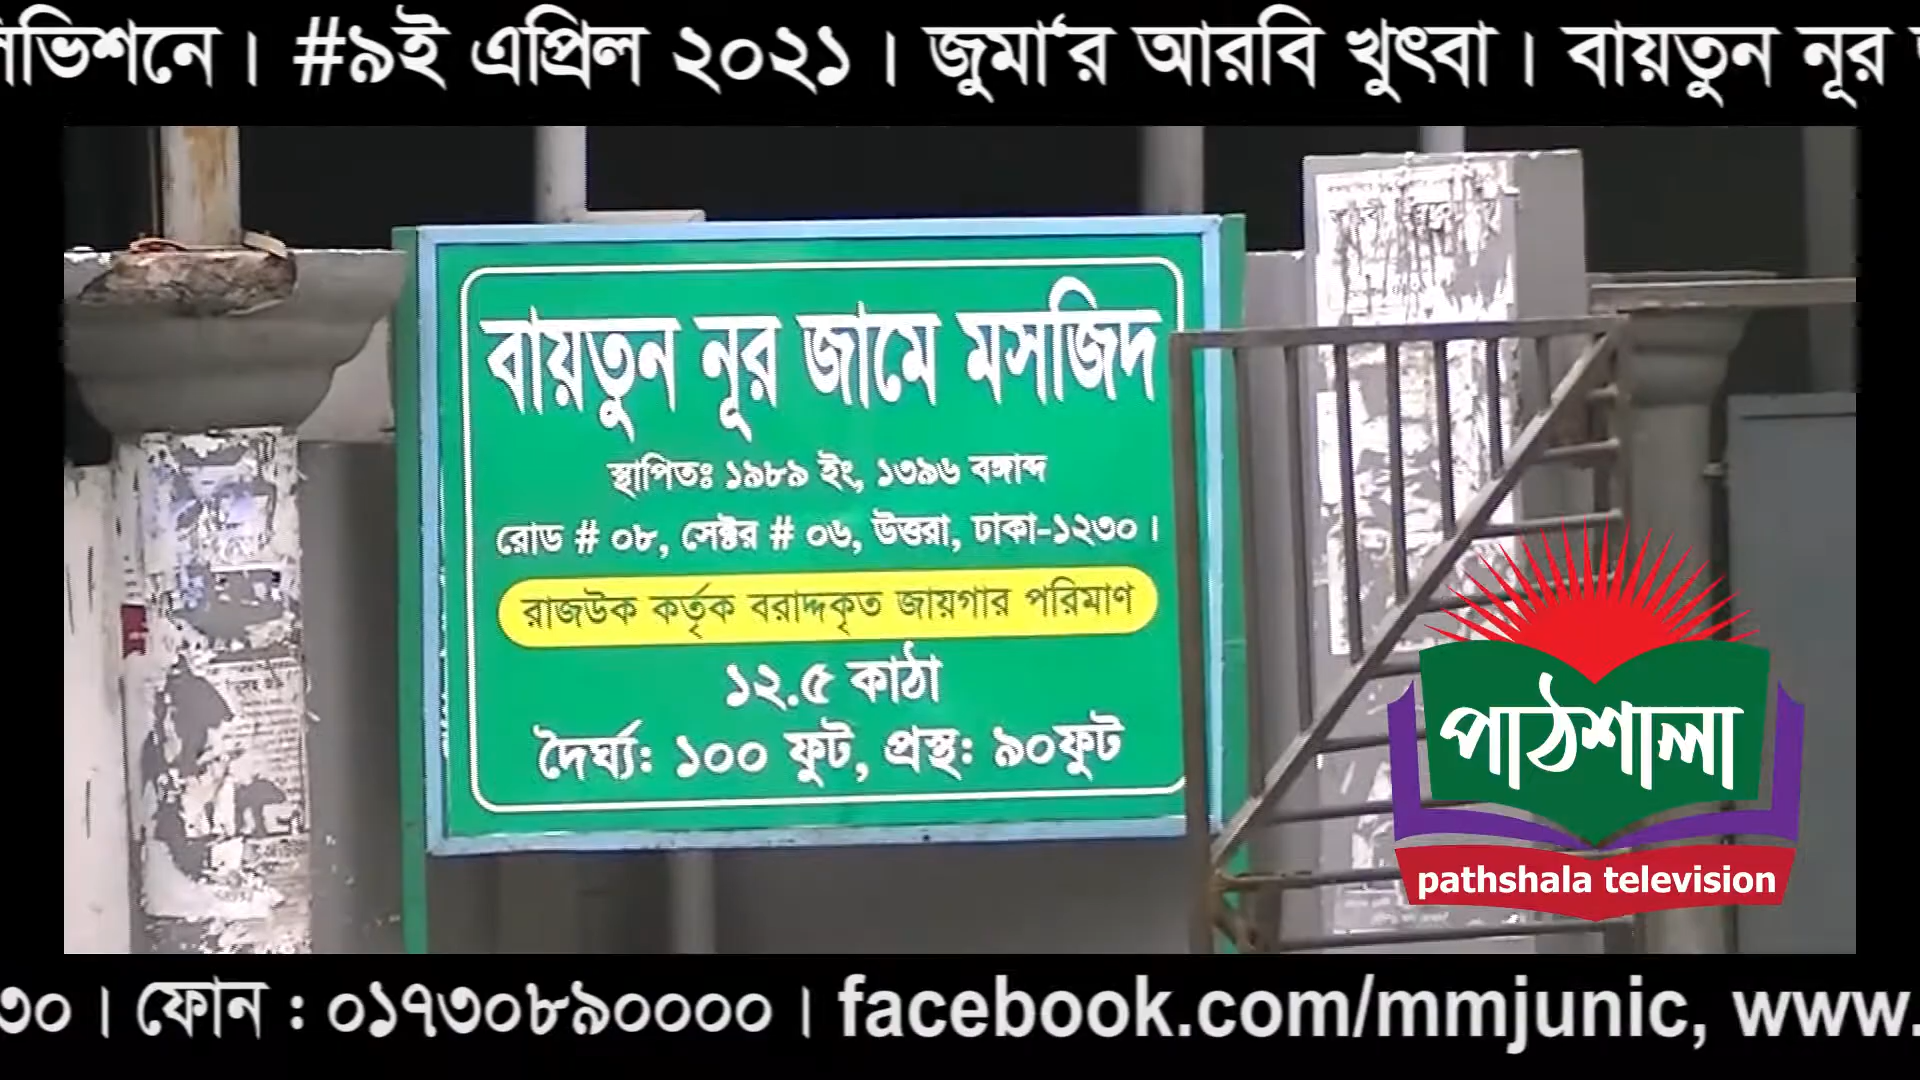 । #৯ই এপ্রিল ২০২১ । জুমা‘র আরবি খুৎবা । বায়তুন নূর
বায়তুন নূর জামে মসজিদ
স্থাপিতঃ ১৯৮৯ ইং, ১৩৯৬ বঙ্গাব্দ
রোড # ০৮, সেক্টর # ০৬, উত্তরা, ঢাকা-১২৩০।
রাজউক কর্তৃক বরাদ্দকৃত জায়গার পরিমাণ
১২.৫ কাঠা
দৈর্ঘ্য: ১০০ ফুট, প্রস্থ: ৯০ফুট
পাঠশালা
pathshala television
৩০ । ফোন : ০১৭৩০৮৯০০০০ । facebook.com/mmjunic, www.